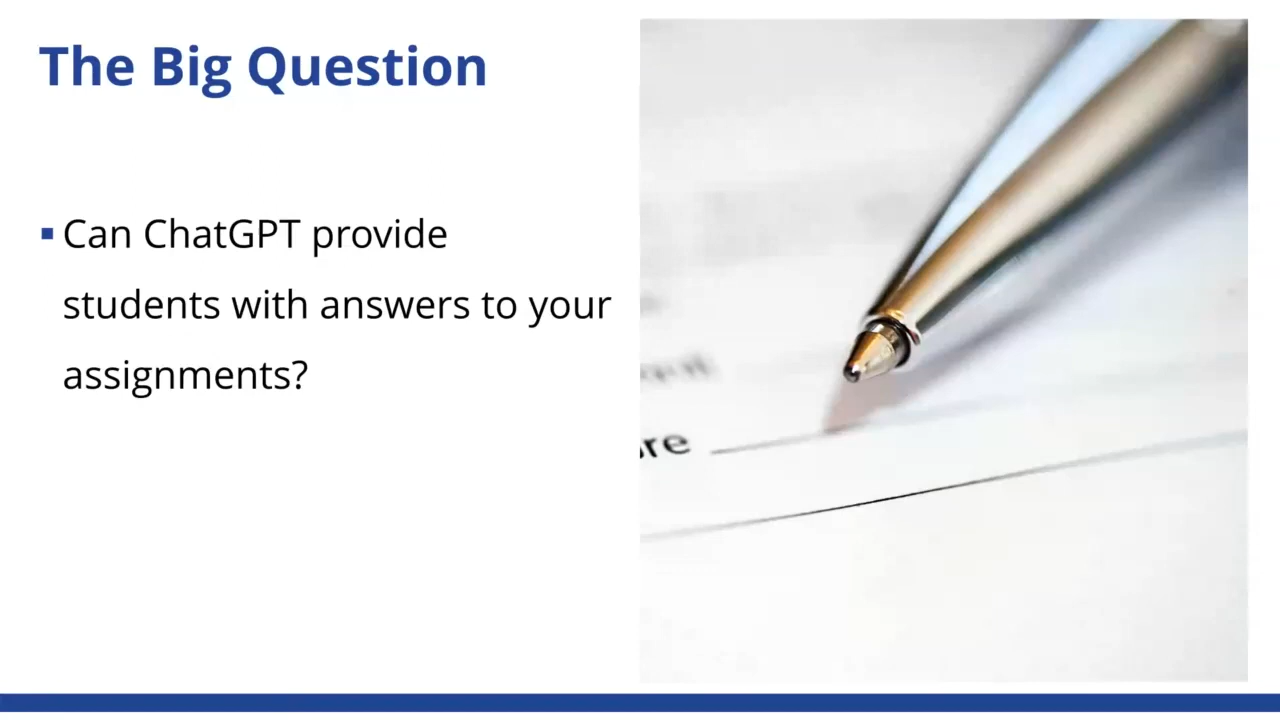 The Big Question
Can ChatGPT provide
students with answers to your
assignments?
re